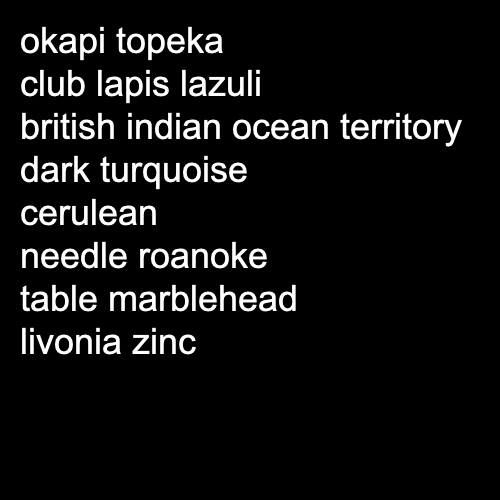 okapi topeka
club lapis lazuli
british indian ocean territory
dark turquoise
cerulean
needle roanoke
table marblehead
livonia zinc